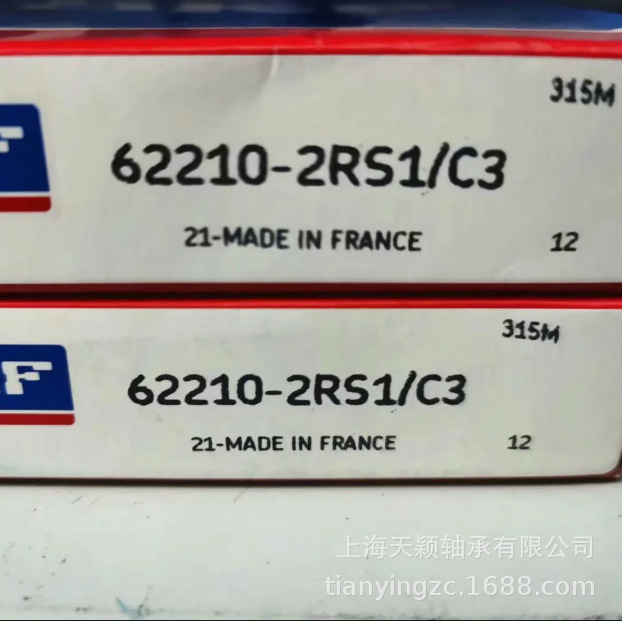 315M
F
62210-2RS1/C3
21-MADE IN FRANCE
12
315M
F
62210-2RS1/C3
21-MADE IN FRANCE
12
上海天颖轴承有限公司
tianyingzc.1688.com